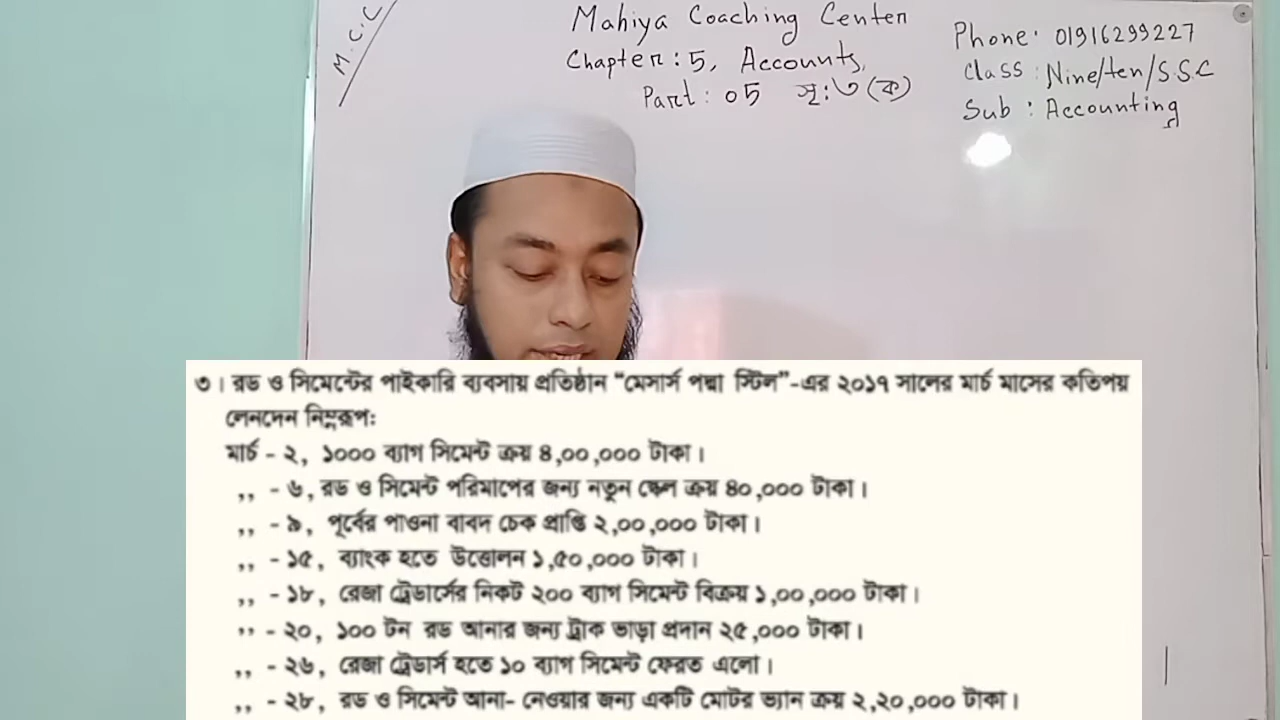 M.C.C
Mahiya Coaching Center
Chapter : 5, Accounts,
Part : 05 সৃ: ৩ (ক)
Phone: 01916299227
Class : Nine/ten/S.S.C
Sub : Accounting
৩। রড ও সিমেন্টের পাইকারি ব্যবসায় প্রতিষ্ঠান “মেসার্স পদ্মা স্টিল”-এর ২০১৭ সালের মার্চ মাসের কতিপয়
লেনদেন নিম্নরূপঃ
মার্চ - ২, ১০০০ ব্যাগ সিমেন্ট ক্রয় ৪,০০,০০০ টাকা।
,, - ৬, রড ও সিমেন্ট পরিমাপের জন্য নতুন স্কেল ক্রয় ৪০,০০০ টাকা।
,, - ৯, পূর্বের পাওনা বাবদ চেক প্রাপ্তি ২,০০,০০০ টাকা।
,, - ১৫, ব্যাংক হতে উত্তোলন ১,৫০,০০০ টাকা।
,, - ১৮, রেজা ট্রেডার্সের নিকট ২০০ ব্যাগ সিমেন্ট বিক্রয় ১,০০,০০০ টাকা।
,, - ২০, ১০০ টন রড আনার জন্য ট্রাক ভাড়া প্রদান ২৫,০০০ টাকা।
,, - ২৬, রেজা ট্রেডার্স হতে ১০ ব্যাগ সিমেন্ট ফেরত এলো।
,, - ২৮, রড ও সিমেন্ট আনা- নেওয়ার জন্য একটি মোটর ভ্যান ক্রয় ২,২০,০০০ টাকা।